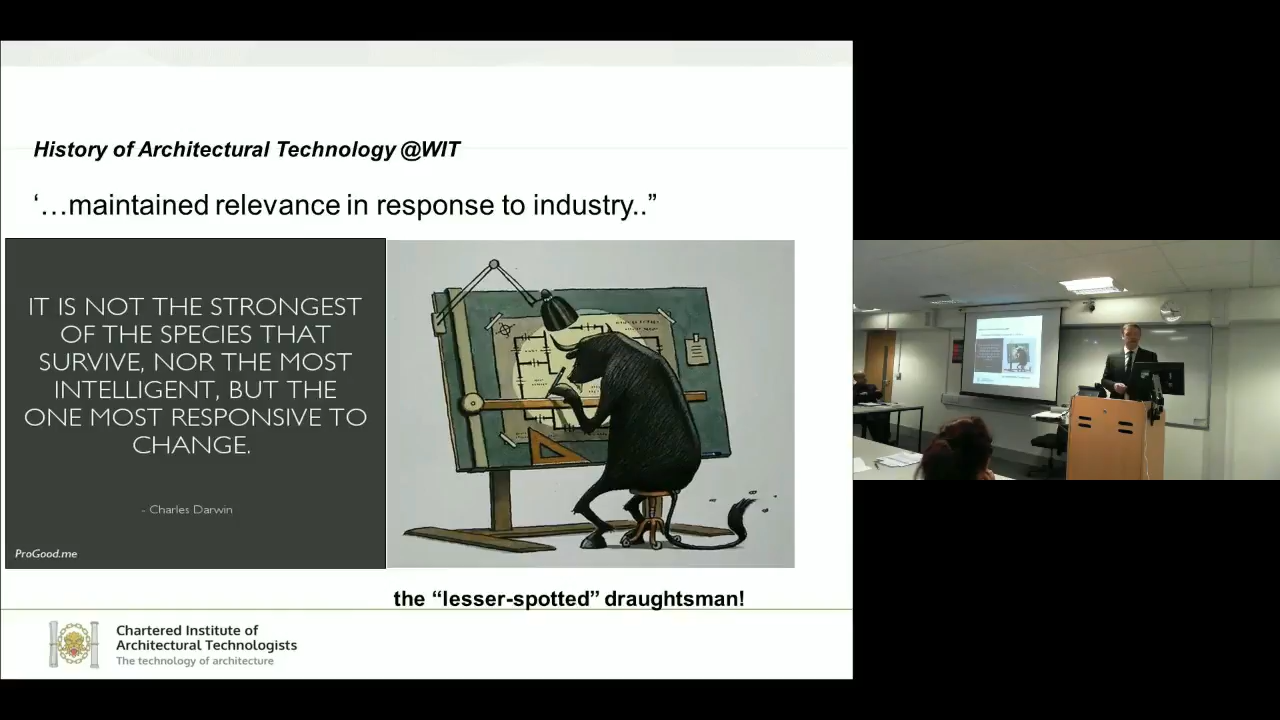 History of Architectural Technology @WIT
‘…maintained relevance in response to industry..”
IT IS NOT THE STRONGEST
OF THE SPECIES THAT
SURVIVE, NOR THE MOST
INTELLIGENT, BUT THE
ONE MOST RESPONSIVE TO
CHANGE.
- Charles Darwin
ProGood.me
the “lesser-spotted” draughtsman!
Chartered Institute of
Architectural Technologists
The technology of architecture